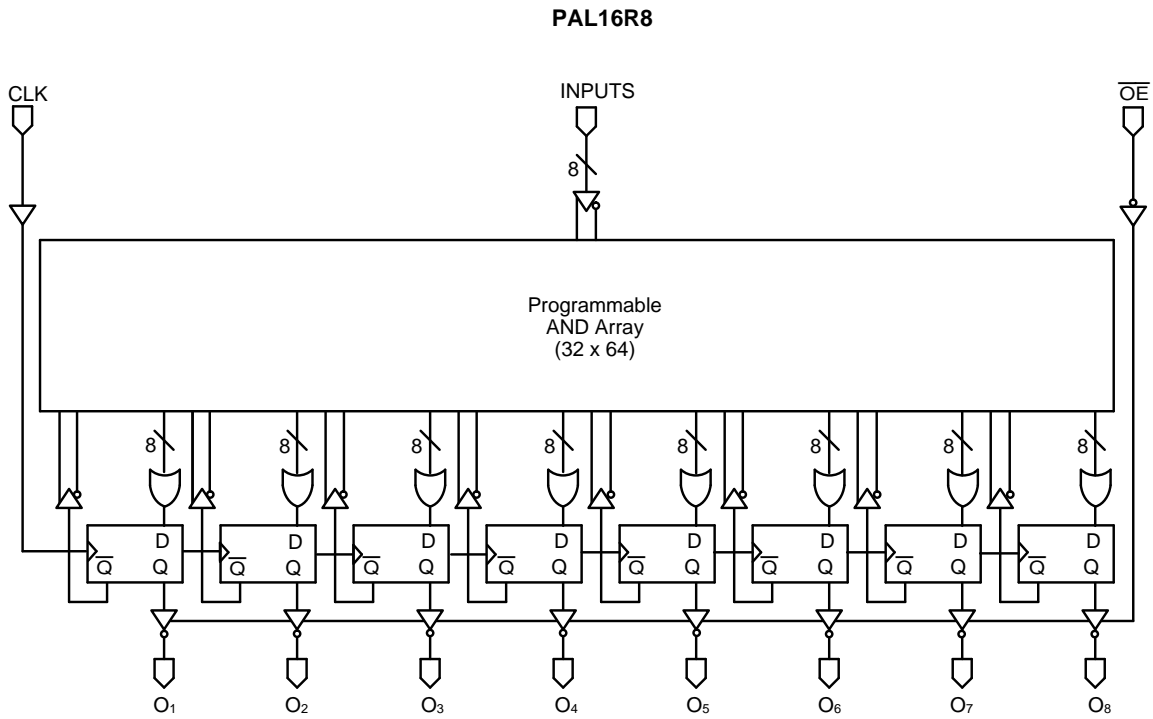 PAL16R8
CLK
INPUTS
O̅E̅
8
Programmable
AND Array
(32 x 64)
8 8 8 8 8 8 8 8
D D D D D D D D
Q̅ Q Q̅ Q Q̅ Q Q̅ Q Q̅ Q Q̅ Q Q̅ Q Q̅ Q
O₁ O₂ O₃ O₄ O₅ O₆ O₇ O₈